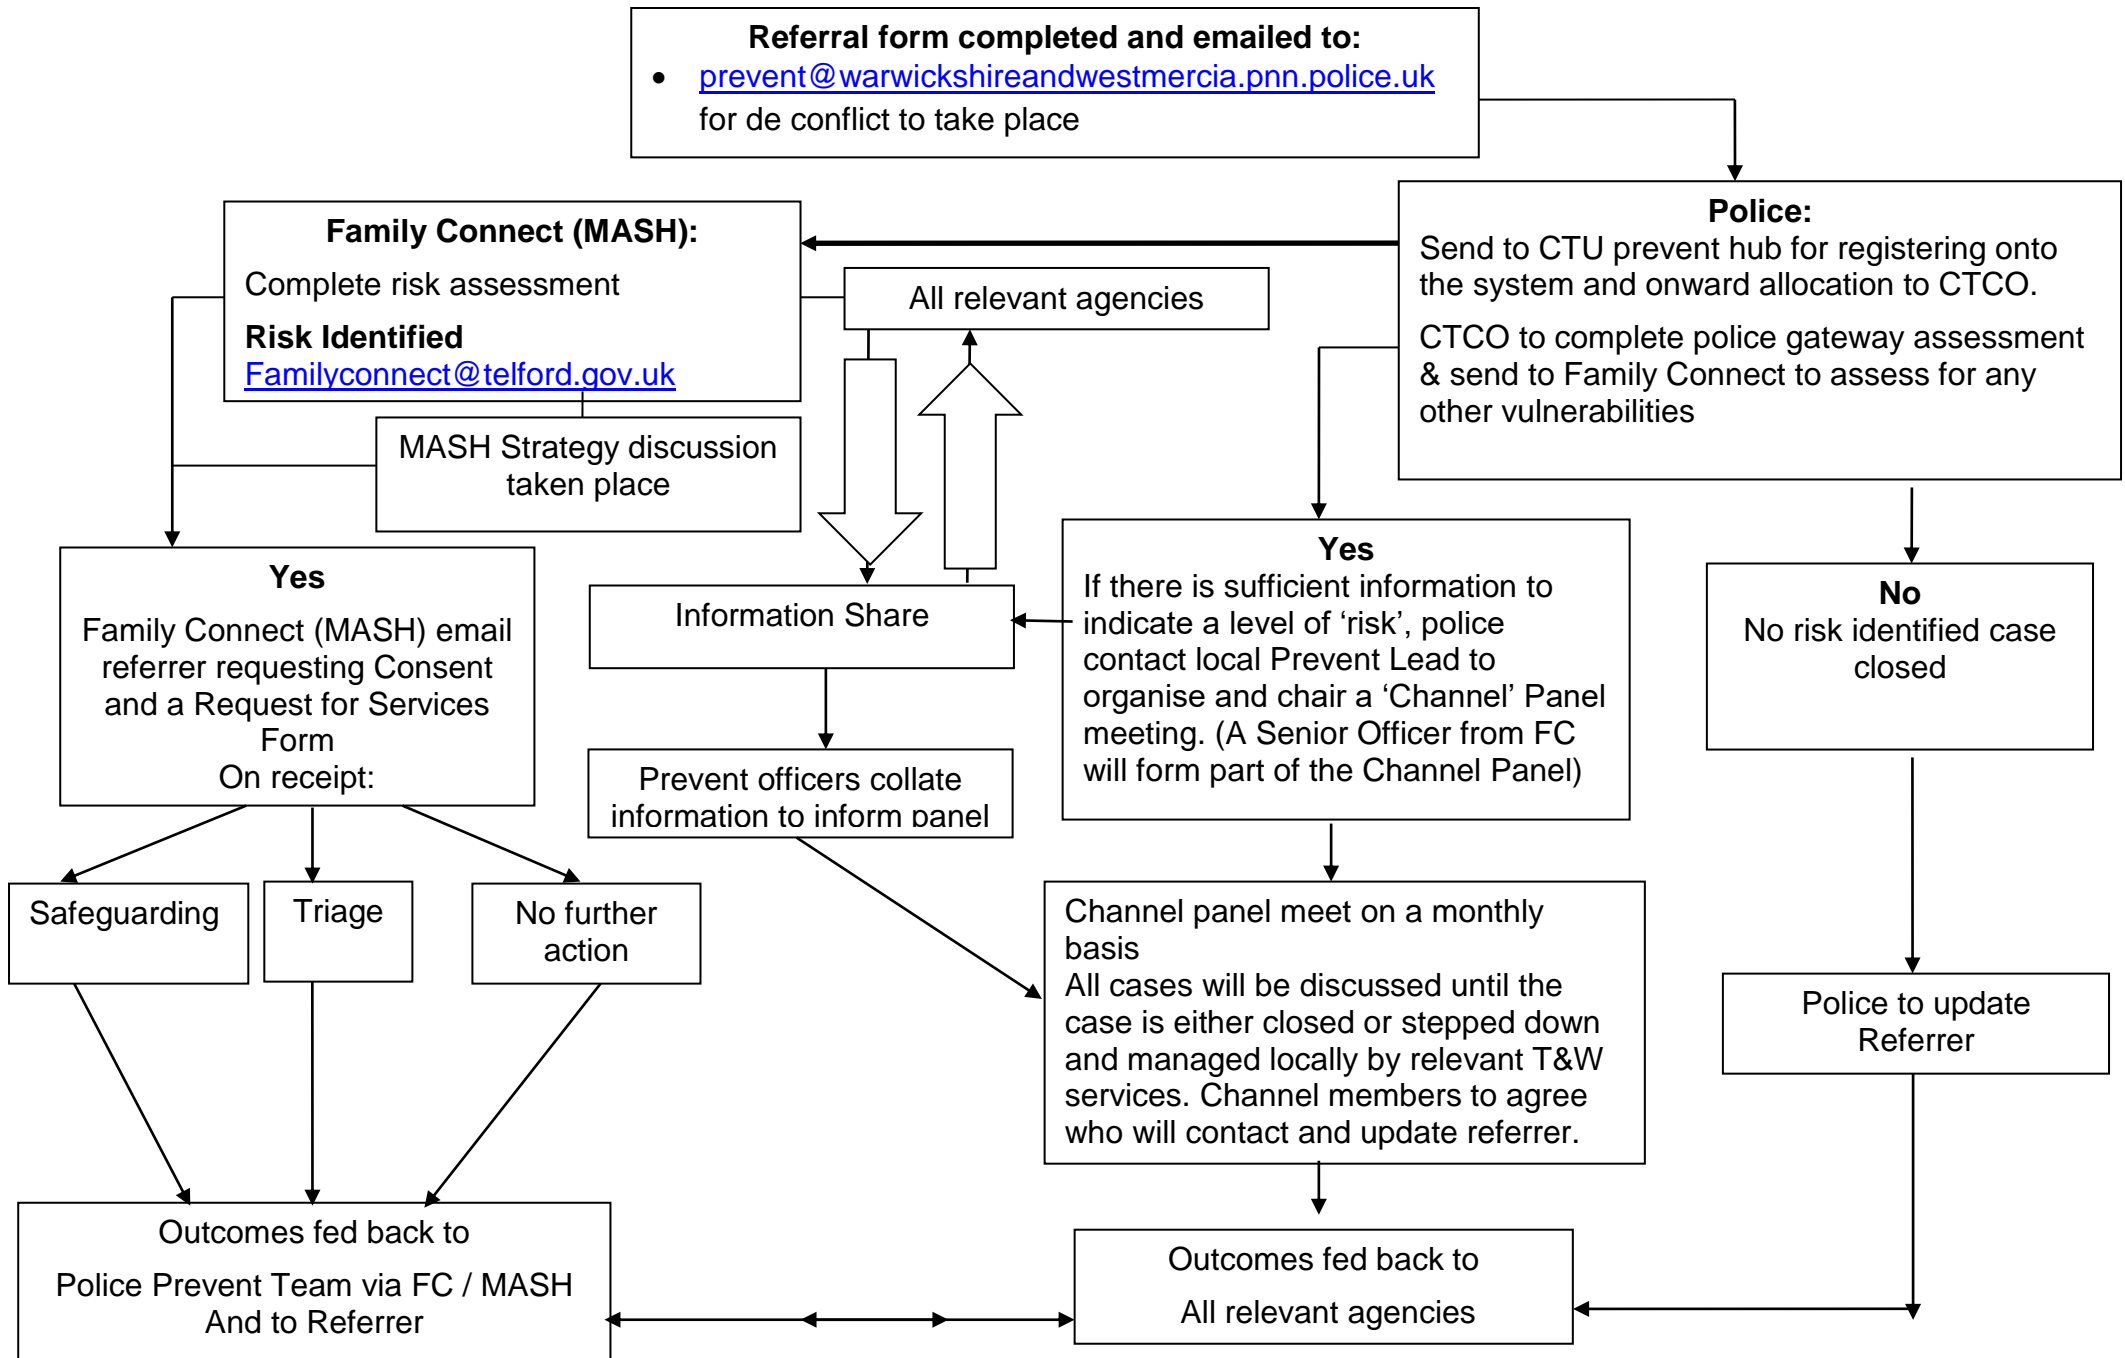 Referral form completed and emailed to:
• prevent@warwickshireandwestmercia.pnn.police.uk
for de conflict to take place
Family Connect (MASH):
Complete risk assessment
Risk Identified
Familyconnect@telford.gov.uk
All relevant agencies
Police:
Send to CTU prevent hub for registering onto
the system and onward allocation to CTCO.
CTCO to complete police gateway assessment
& send to Family Connect to assess for any
other vulnerabilities
MASH Strategy discussion
taken place
Yes
Family Connect (MASH) email
referrer requesting Consent
and a Request for Services
Form
On receipt:
Information Share
Yes
If there is sufficient information to
indicate a level of ‘risk’, police
contact local Prevent Lead to
organise and chair a ‘Channel’ Panel
meeting. (A Senior Officer from FC
will form part of the Channel Panel)
No
No risk identified case
closed
Prevent officers collate
information to inform panel
Safeguarding
Triage
No further
action
Channel panel meet on a monthly
basis
All cases will be discussed until the
case is either closed or stepped down
and managed locally by relevant T&W
services. Channel members to agree
who will contact and update referrer.
Police to update
Referrer
Outcomes fed back to
Police Prevent Team via FC / MASH
And to Referrer
Outcomes fed back to
All relevant agencies